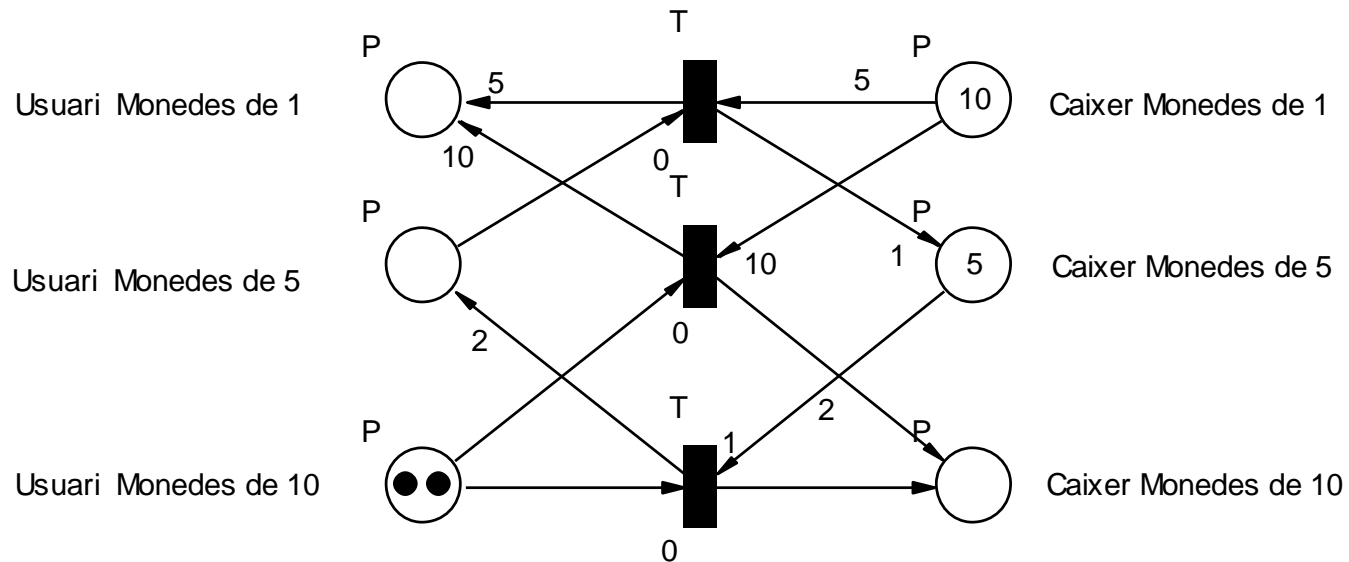 T
P
P
5
5
Usuari Monedes de 1
10
Caixer Monedes de 1
10
0
T
P
P
10
1
5
Usuari Monedes de 5
Caixer Monedes de 5
0
2
T
2
P
1
P
Usuari Monedes de 10
Caixer Monedes de 10
0